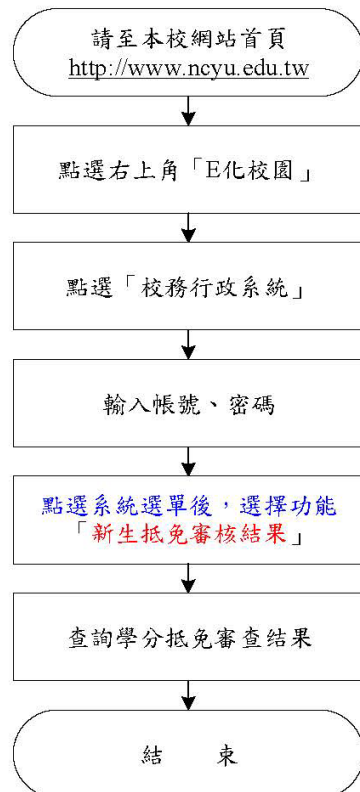 請至本校網站首頁
http://www.ncyu.edu.tw
點選右上角「E化校園」
點選「校務行政系統」
輸入帳號、密碼
點選系統選單後，選擇功能
「新生抵免審核結果」
查詢學分抵免審查结果
結 束